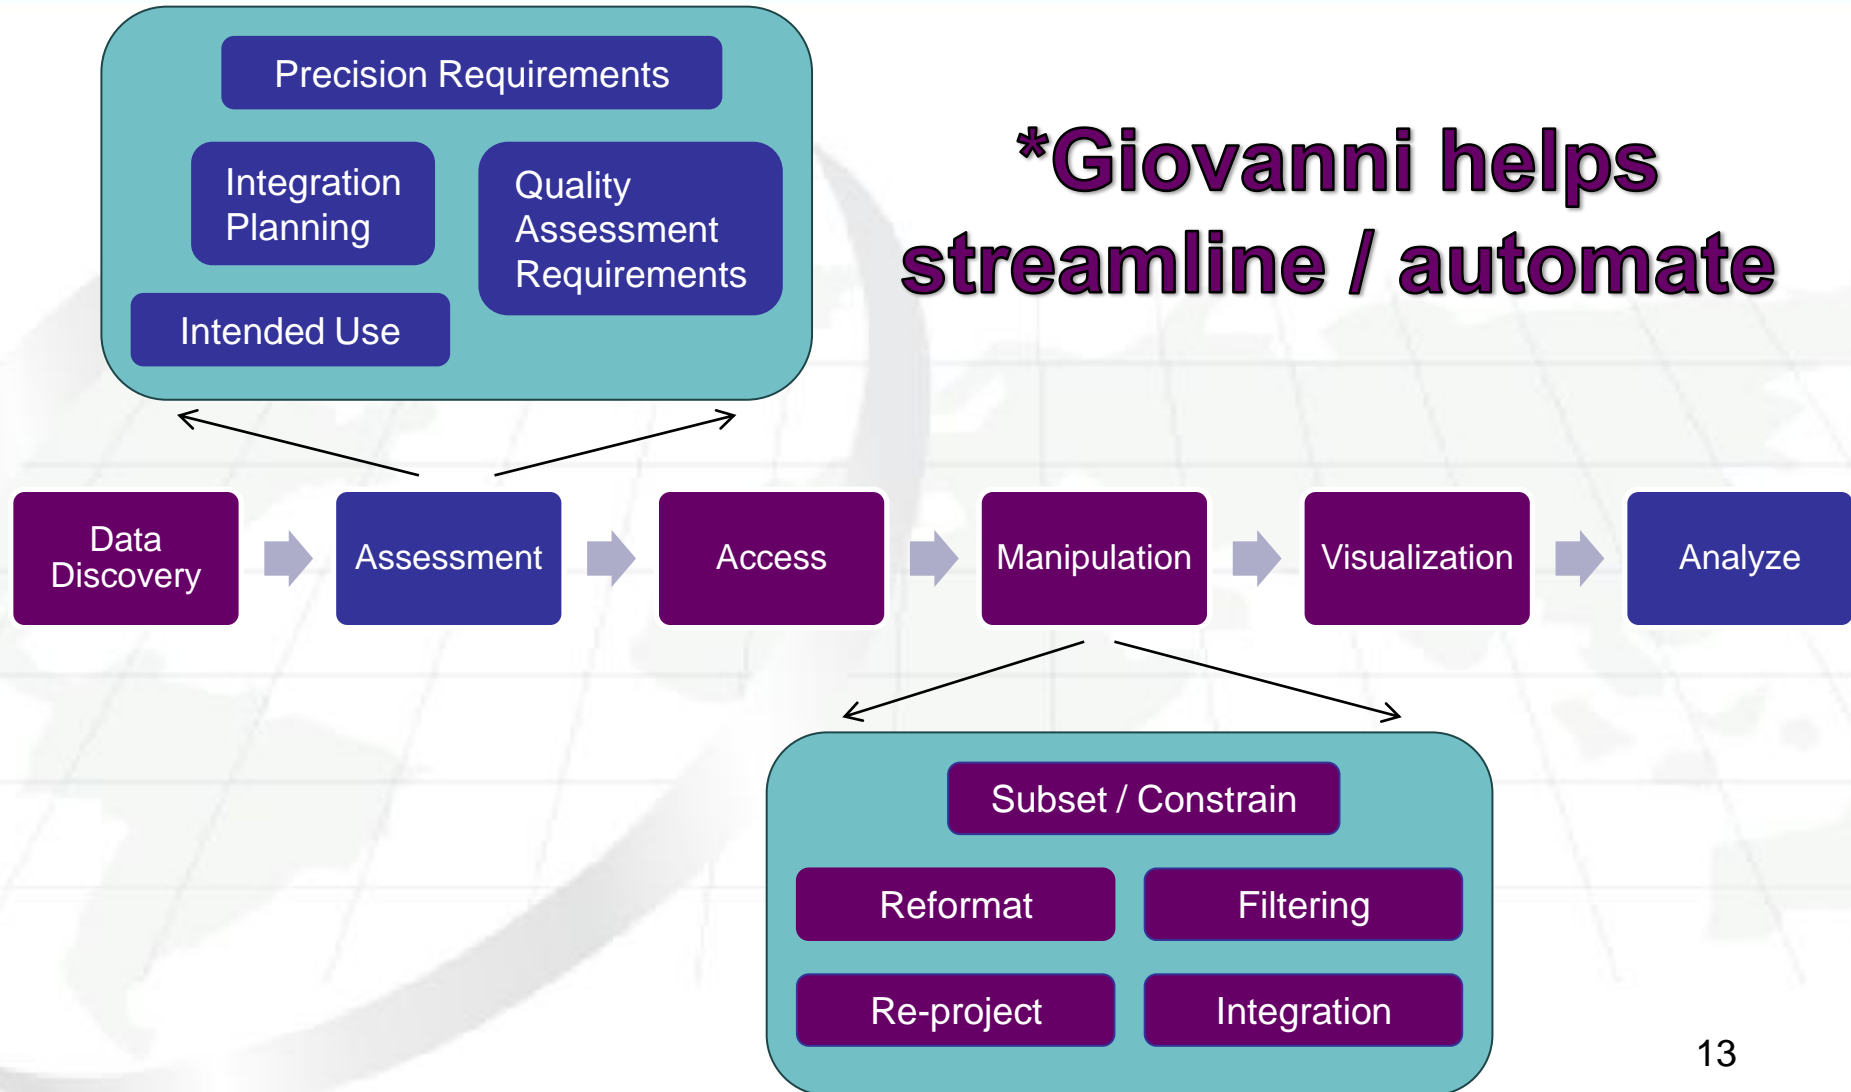 Precision Requirements
Integration
Planning
Quality
Assessment
Requirements
Intended Use
*Giovanni helps
streamline / automate
Data
Discovery
Assessment
Access
Manipulation
Visualization
Analyze
Subset / Constrain
Reformat
Filtering
Re-project
Integration
13